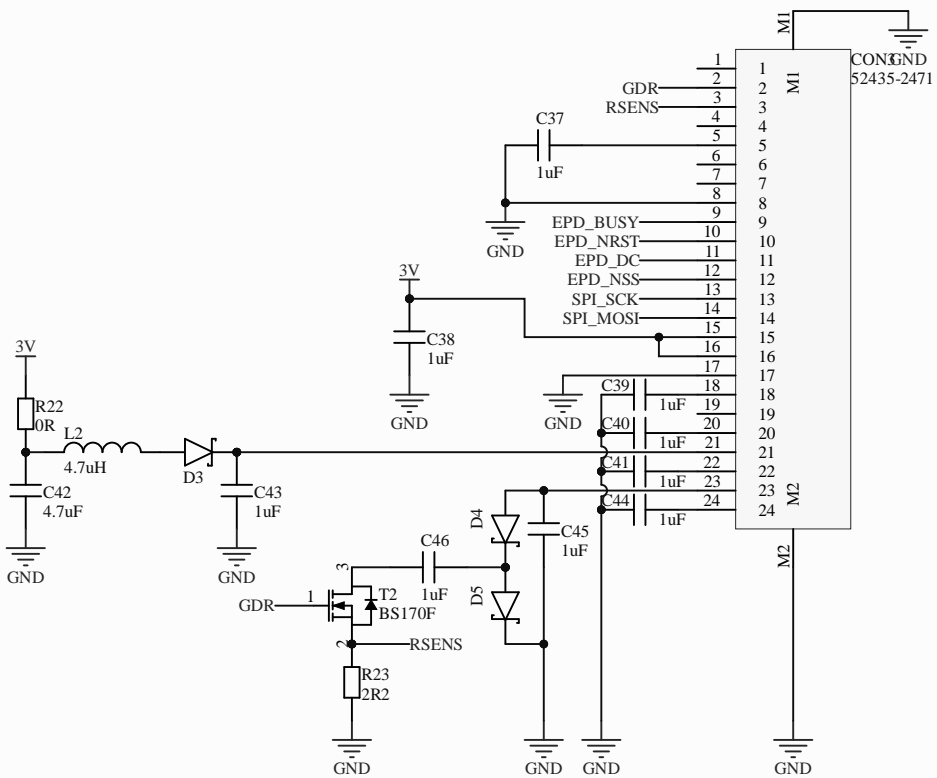 M1
GND
CON3
52435-2471
1 1
M1
GDR 2 2
RSENS 3 3
4 4
C37
1uF
5 5
6 6
7 7
8 8
GND
EPD_BUSY 9 9
EPD_NRST 10 10
EPD_DC 11 11
EPD_NSS 12 12
SPI_SCK 13 13
SPI_MOSI 14 14
3V
15 15
C38
1uF
16 16
GND
17 17
GND
C39 1uF 18 18
19 19
C40 1uF 20 20
21 21
C41 1uF 22 22
23 23
C44 1uF 24 24
M2
3V
R22
0R
L2
4.7uH
D3
C42
4.7uF
C43
1uF
GND
GND
D4
C45
1uF
C46
1uF
D5
3
GDR 1
T2
BS170F
2
RSENS
R23
2R2
M2
GND
GND
GND
GND